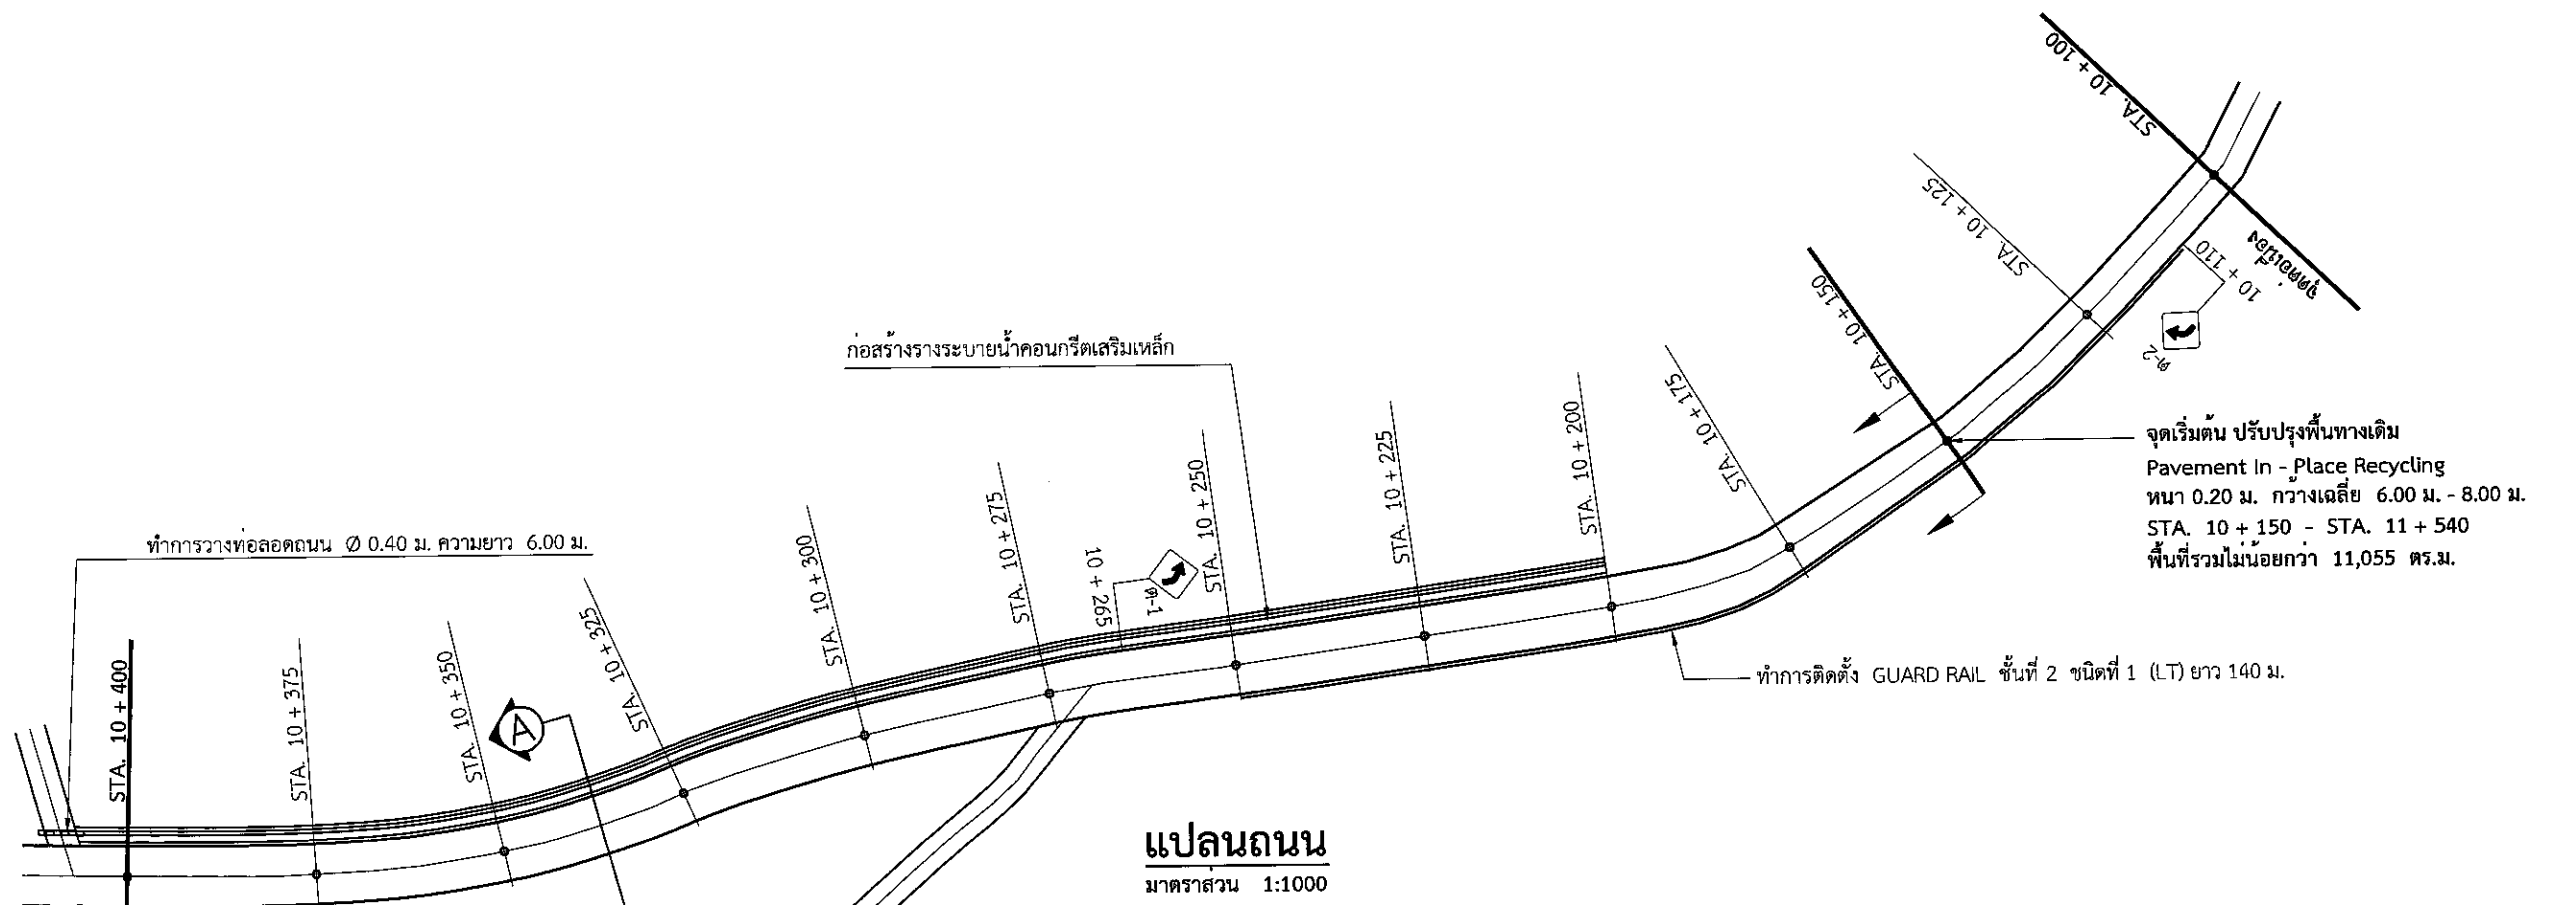 STA. 10 + 100
จุดต่อเนื่อง
STA. 10 + 125
10 + 110
ต-2
STA. 10 + 150
จุดเริ่มต้น ปรับปรุงพื้นทางเดิม
Pavement In - Place Recycling
หนา 0.20 ม. กว้างเฉลี่ย 6.00 ม. - 8.00 ม.
STA. 10 + 150 - STA. 11 + 540
พื้นที่รวมไม่น้อยกว่า 11,055 ตร.ม.
STA. 10 + 175
ก่อสร้างรางระบายน้ำคอนกรีตเสริมเหล็ก
STA. 10 + 200
STA. 10 + 225
STA. 10 + 250
ต-1
10 + 265
STA. 10 + 275
STA. 10 + 300
STA. 10 + 325
ทำการวางท่อลอดถนน Ø 0.40 ม. ความยาว 6.00 ม.
STA. 10 + 350
STA. 10 + 375
STA. 10 + 400
A
ทำการติดตั้ง GUARD RAIL ชั้นที่ 2 ชนิดที่ 1 (LT) ยาว 140 ม.
แปลนถนน
มาตราส่วน 1:1000